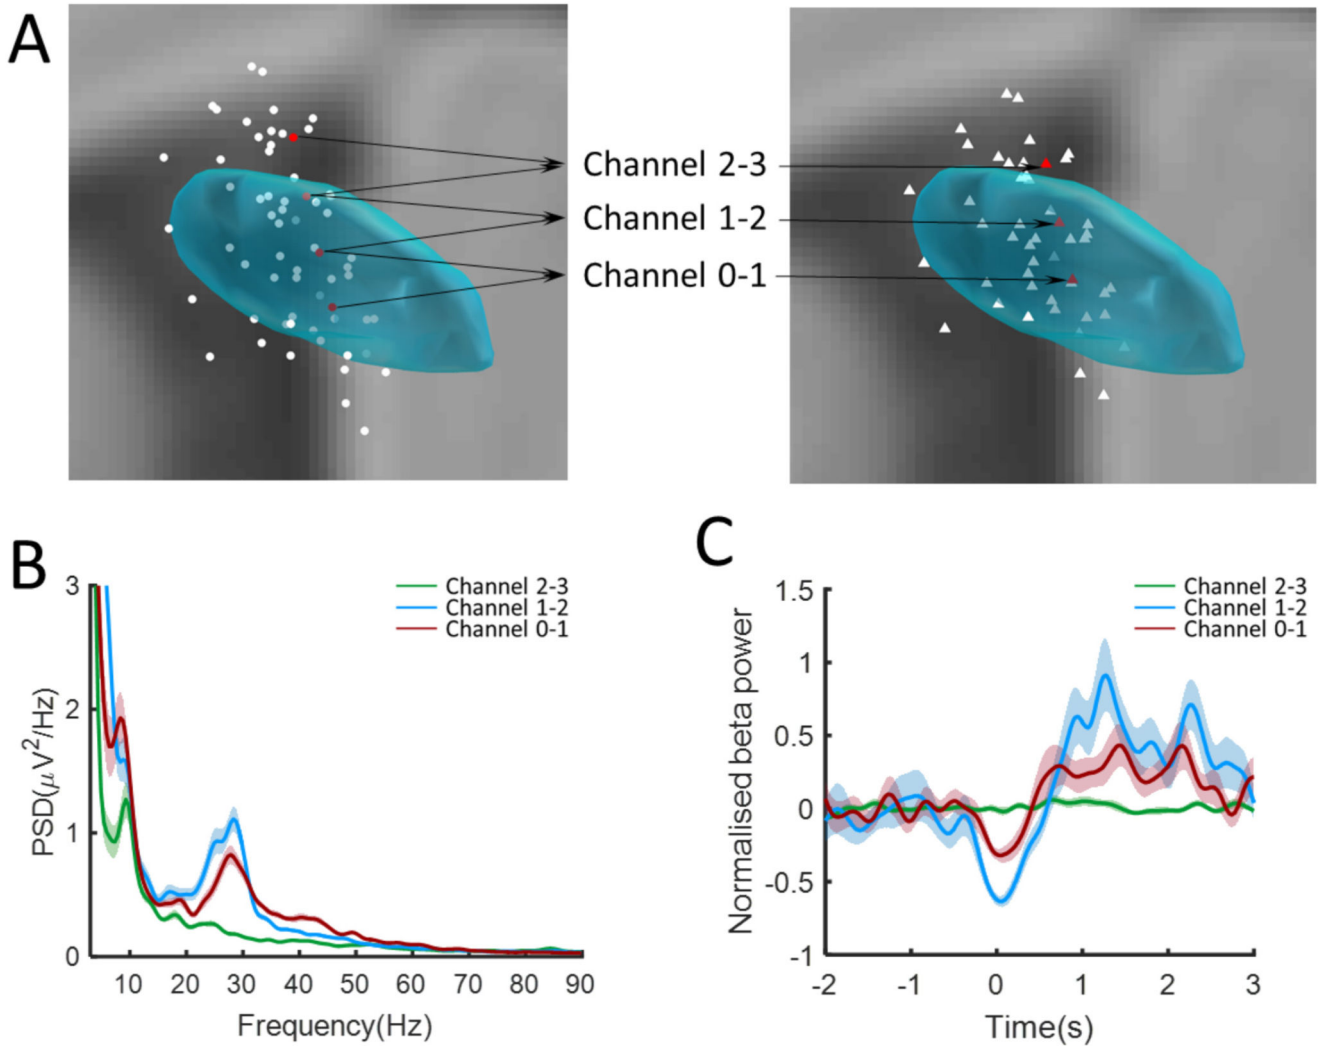 A
Channel 2-3
Channel 1-2
Channel 0-1
B
3
2
1
0
PSD(μV²/Hz)
Channel 2-3
Channel 1-2
Channel 0-1
10 20 30 40 50 60 70 80 90
Frequency(Hz)
C
1.5
1
0.5
0
-0.5
-1
Normalised beta power
Channel 2-3
Channel 1-2
Channel 0-1
-2 -1 0 1 2 3
Time(s)